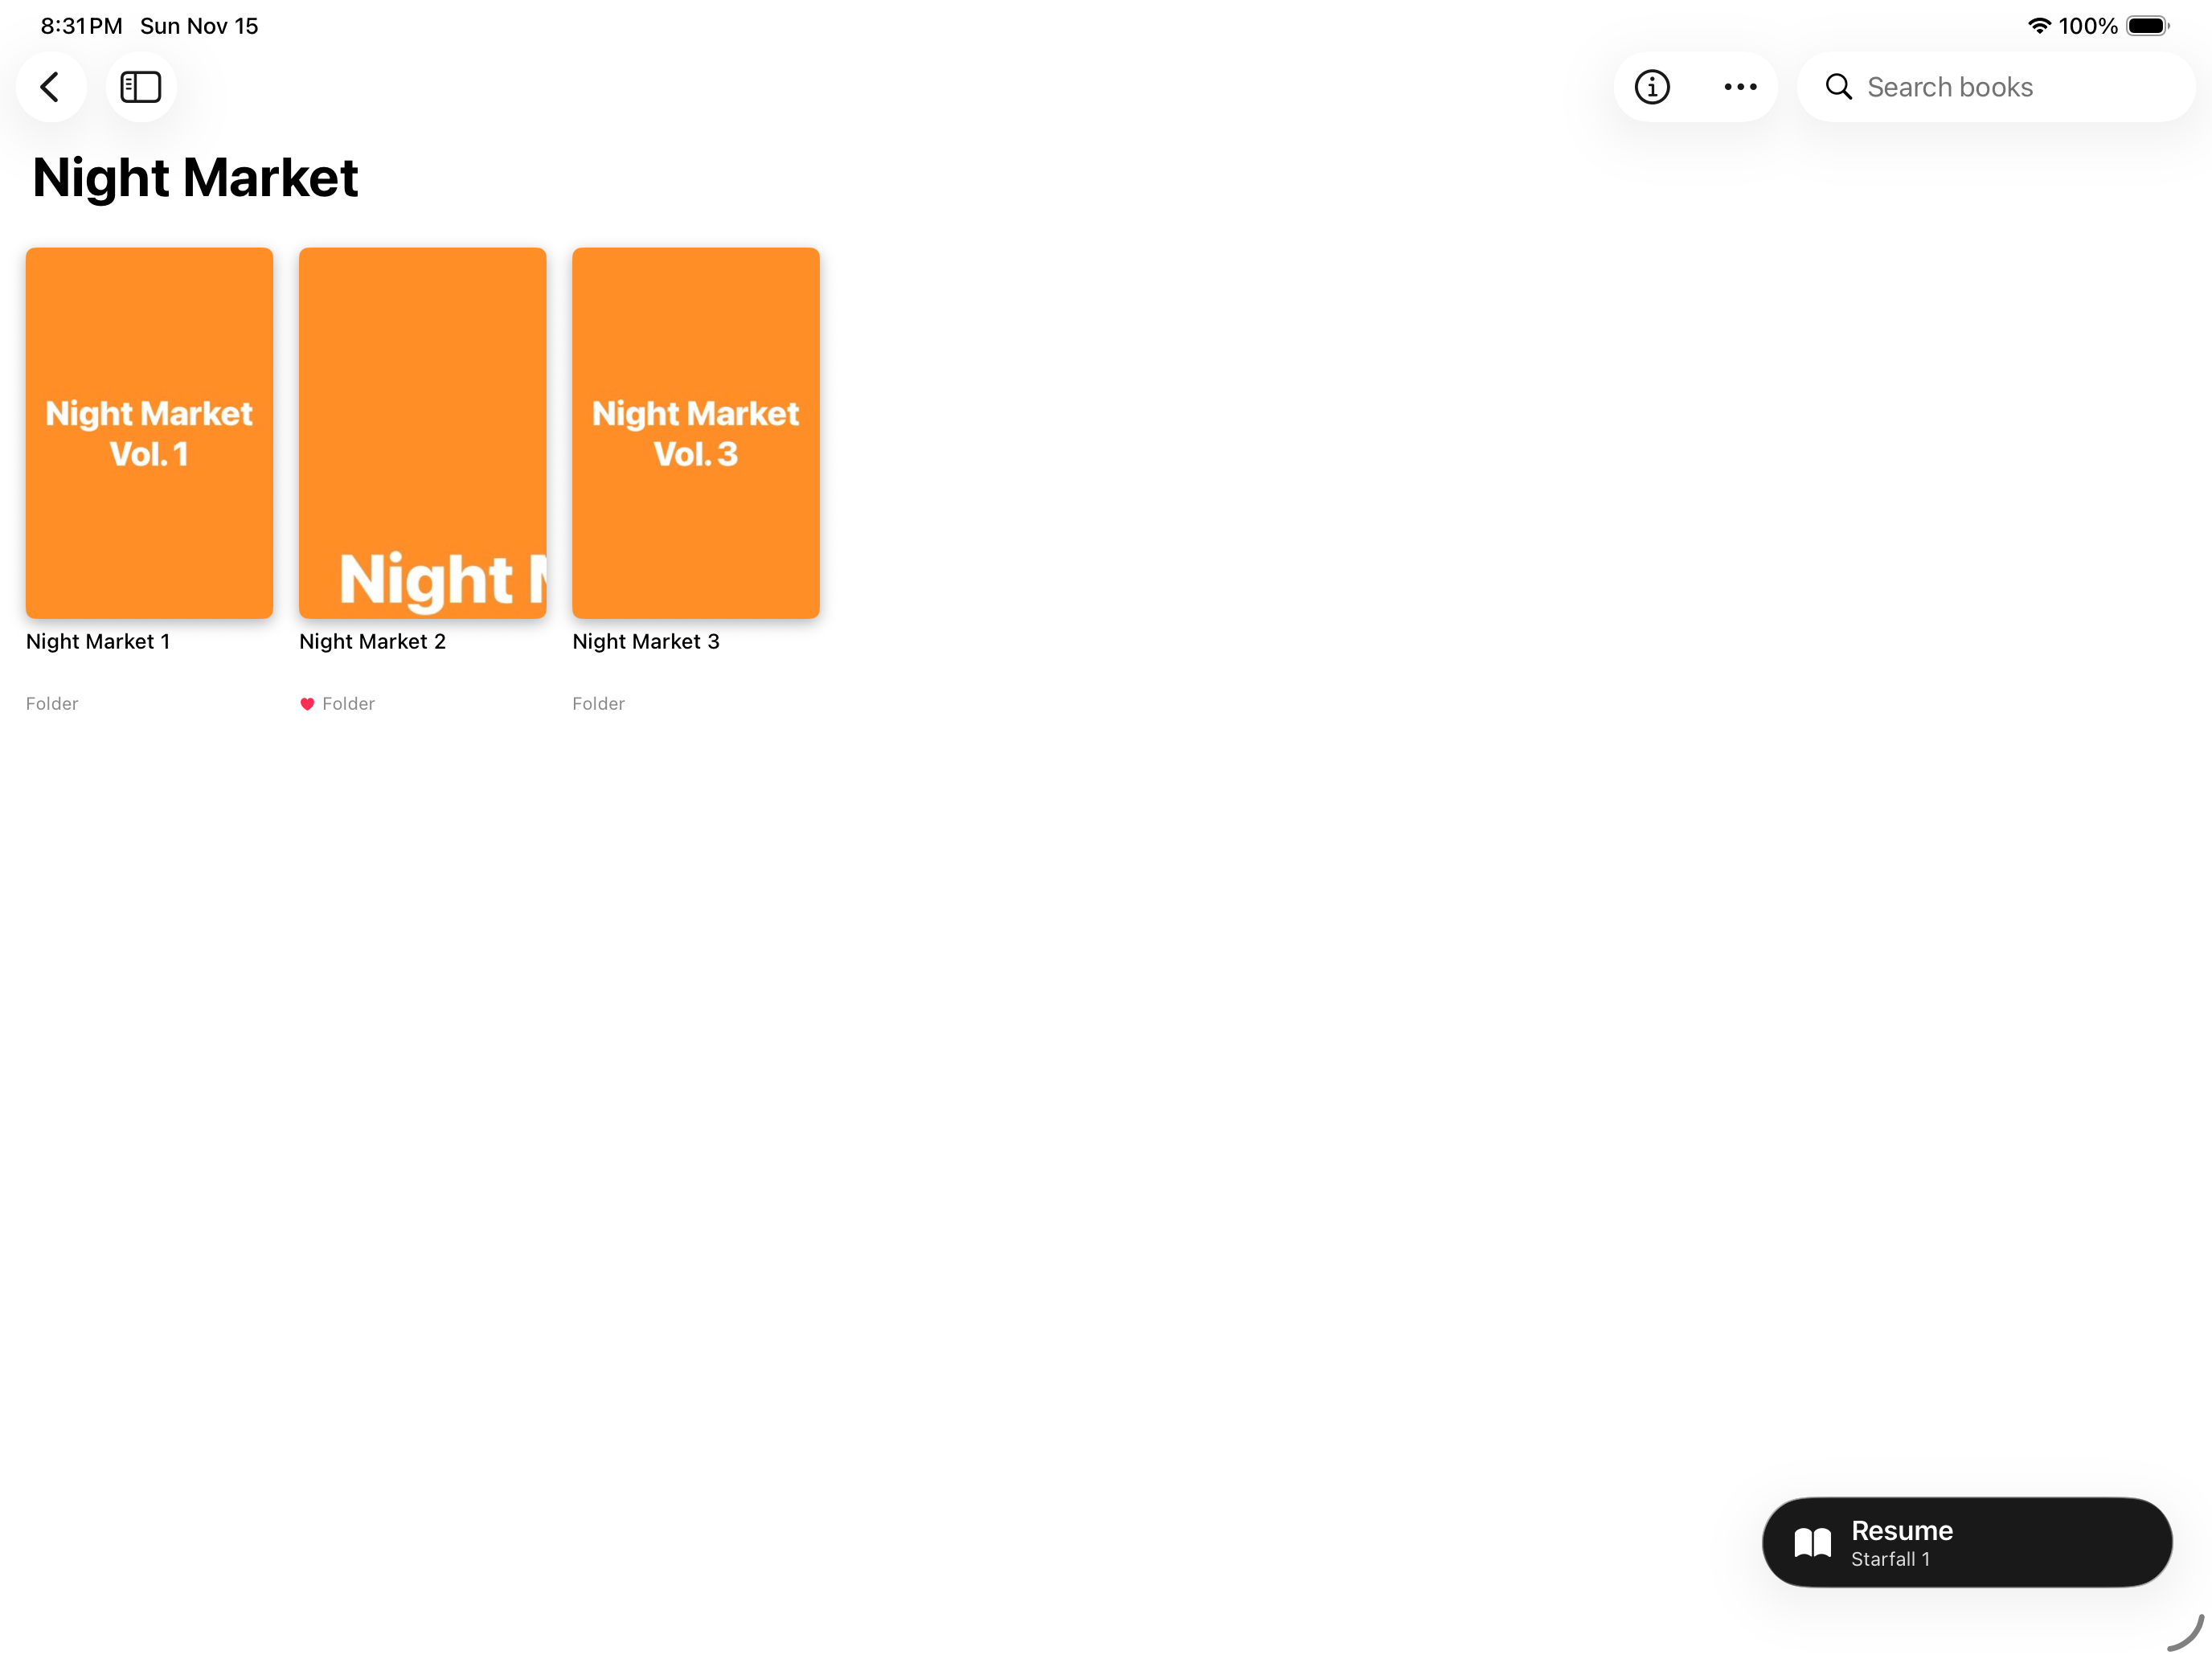 8:31 PM Sun Nov 15
100%
Search books
Night Market
Night Market
Vol. 1
Night
Night Market
Vol. 3
Night Market 1
Night Market 2
Night Market 3
Folder
Folder
Folder
Resume
Starfall 1